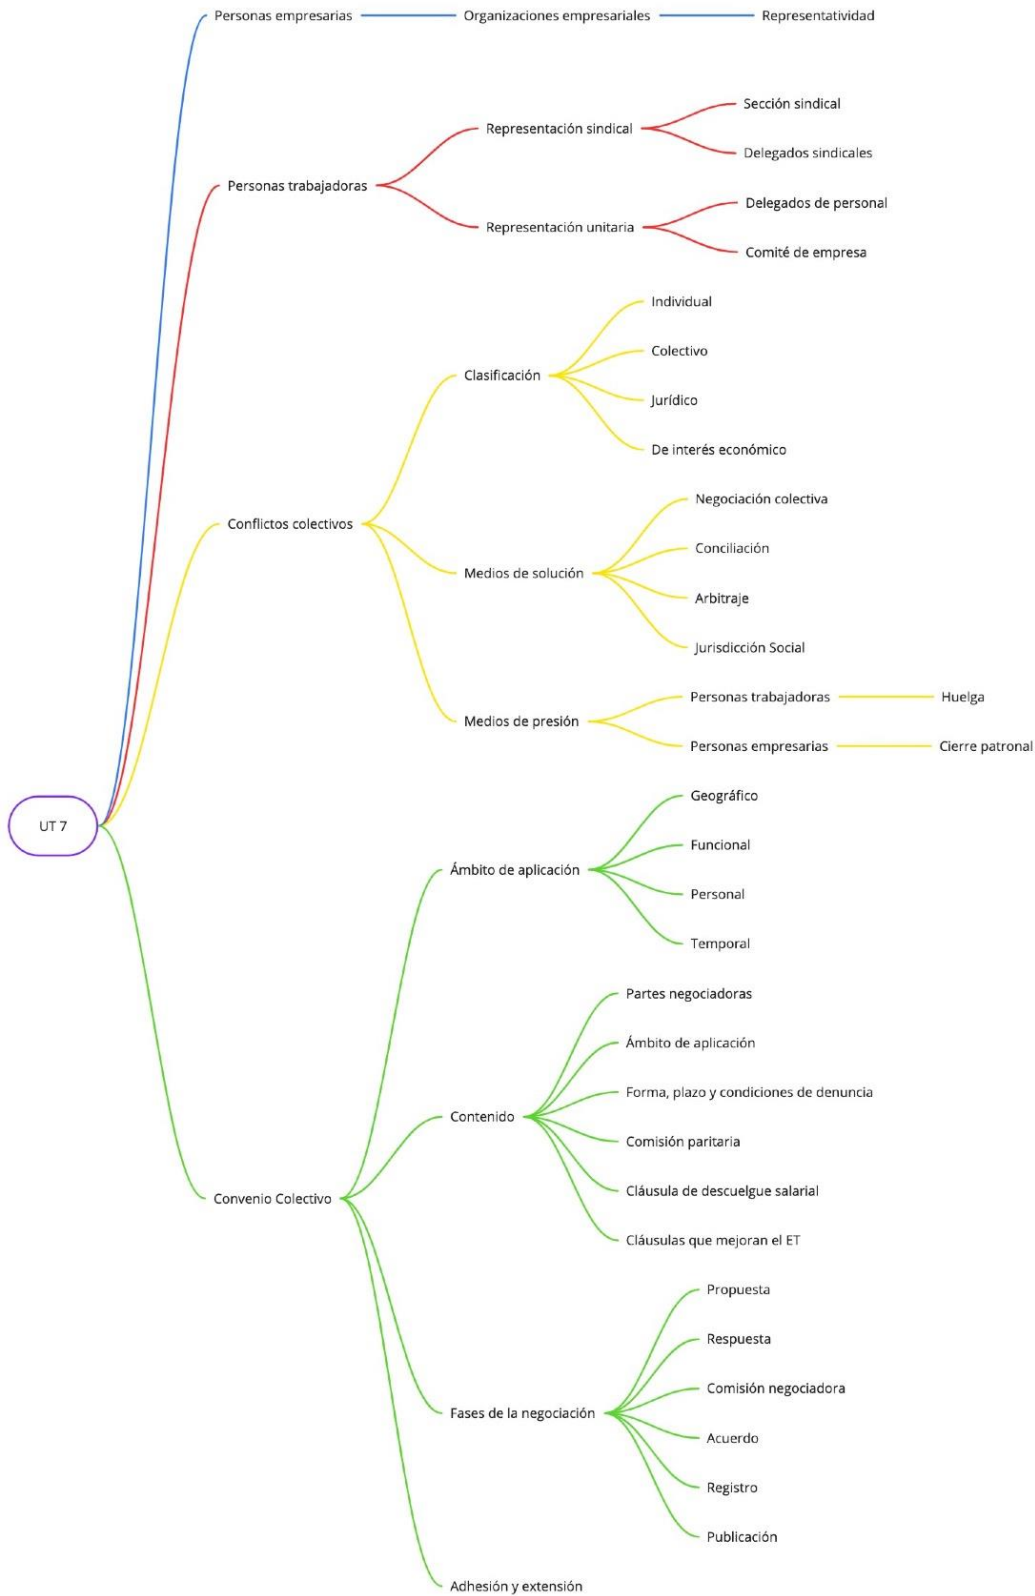 Personas empresarias
Organizaciones empresariales
Representatividad
Sección sindical
Representación sindical
Delegados sindicales
Personas trabajadoras
Delegados de personal
Representación unitaria
Comité de empresa
Individual
Colectivo
Clasificación
Jurídico
De interés económico
Negociación colectiva
Conflictos colectivos
Conciliación
Medios de solución
Arbitraje
Jurisdicción Social
Personas trabajadoras
Huelga
Medios de presión
Personas empresarias
Cierre patronal
Geográfico
UT 7
Funcional
Ámbito de aplicación
Personal
Temporal
Partes negociadoras
Ámbito de aplicación
Forma, plazo y condiciones de denuncia
Contenido
Comisión paritaria
Cláusula de descuelgue salarial
Convenio Colectivo
Cláusulas que mejoran el ET
Propuesta
Respuesta
Comisión negociadora
Fases de la negociación
Acuerdo
Registro
Publicación
Adhesión y extensión